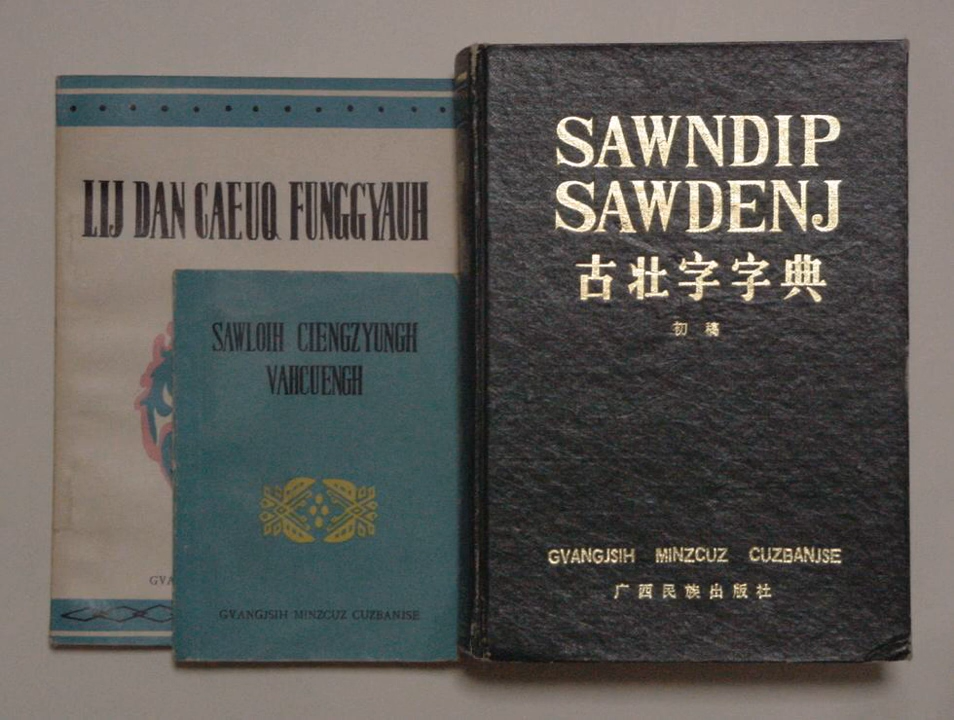 LIJ DAN CAEUQ FUNGGYAUH
GVA
SAWLOIH CIENGZYUNGH
VAHCUENGH
GVANGJSIH MINZCUZ CUZBANJSE
SAWNDIP
SAWDENJ
古壮字字典
初稿
GVANGJSIH MINZCUZ CUZBANJSE
广西民族出版社